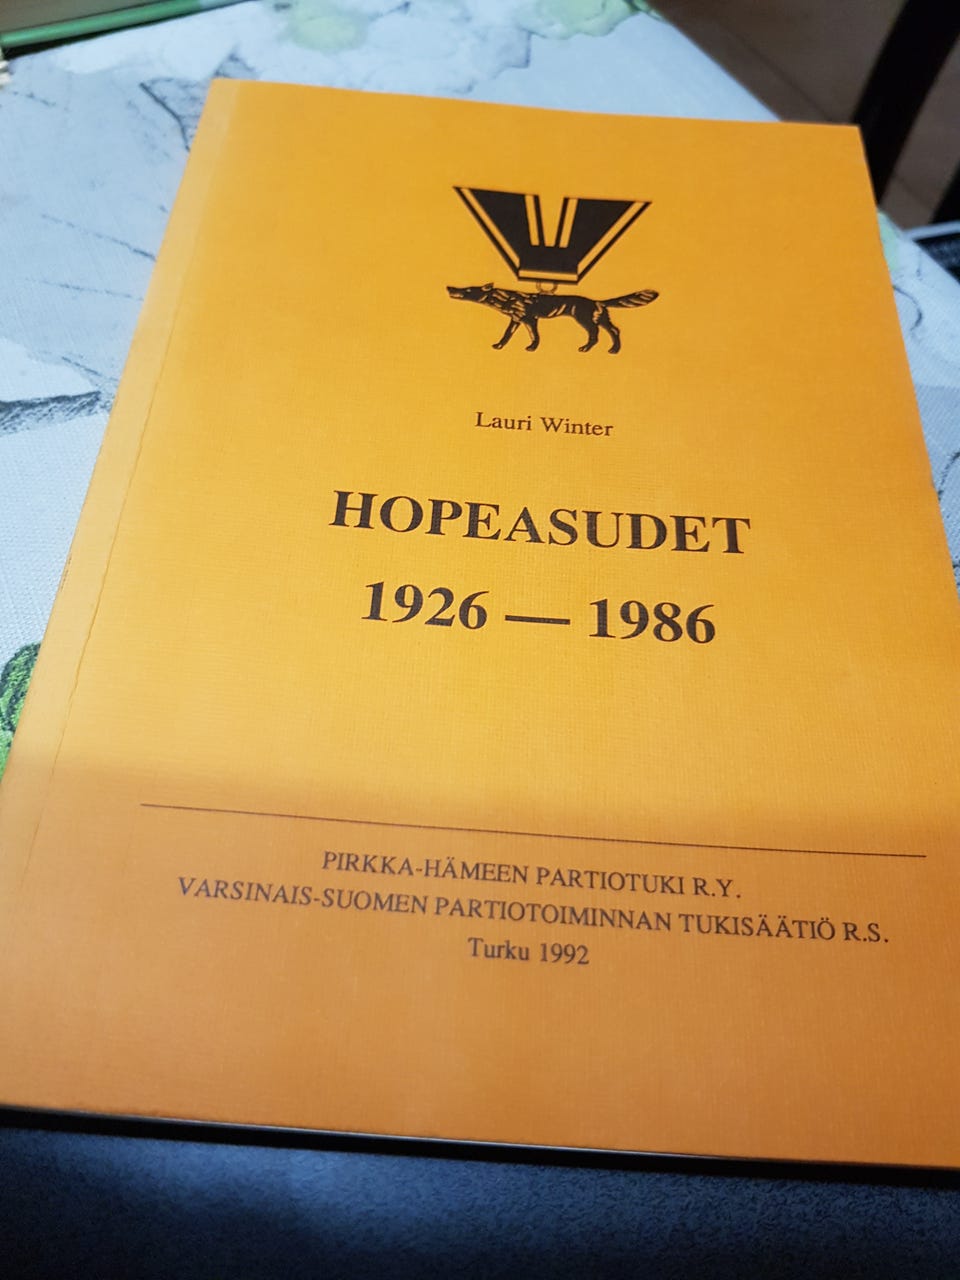 Lauri Winter
HOPEASUDET
1926 — 1986
PIRKKA-HÄMEEN PARTIOTUKI R.Y.
VARSINAIS-SUOMEN PARTIOTOIMINNAN TUKISÄÄTIÖ R.S.
Turku 1992